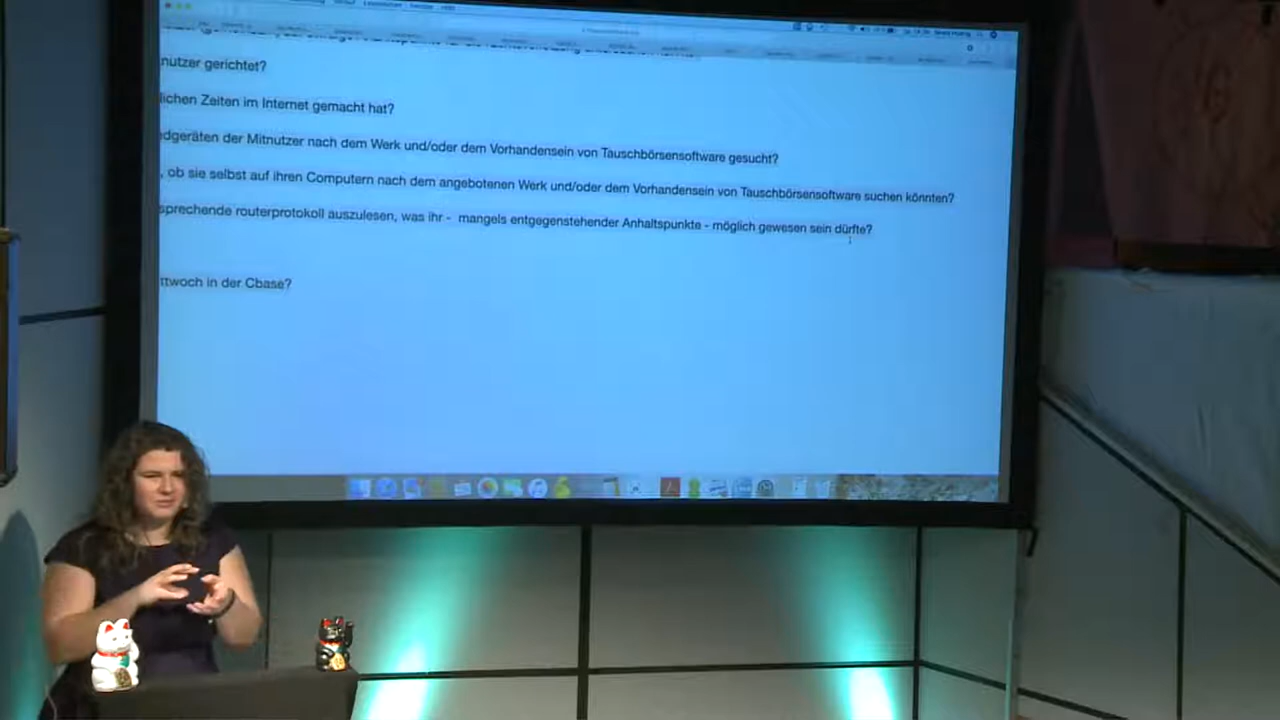 nutzer gerichtet?
lichen Zeiten im Internet gemacht hat?
dgeräten der Mitnutzer nach dem Werk und/oder dem Vorhandensein von Tauschbörsensoftware gesucht?
, ob sie selbst auf ihren Computern nach dem angebotenen Werk und/oder dem Vorhandensein von Tauschbörsensoftware suchen könnten?
sprechende routerprotokoll auszulesen, was ihr - mangels entgegenstehender Anhaltspunkte - möglich gewesen sein dürfte?
ttwoch in der Cbase?